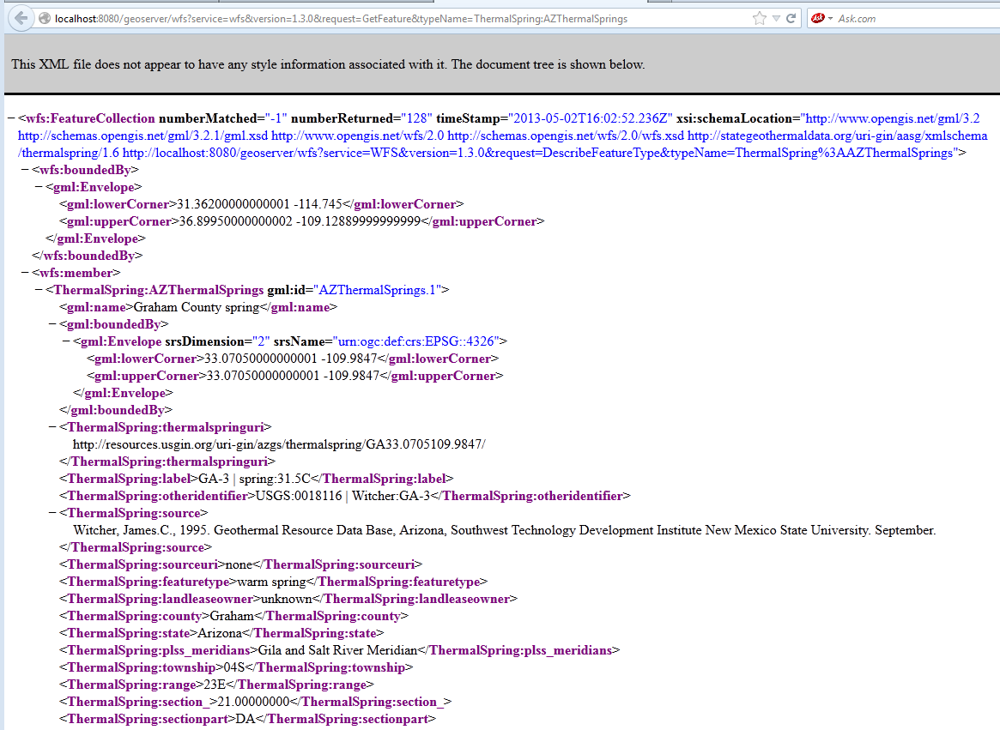 localhost:8080/geoserver/wfs?service=wfs&version=1.3.0&request=GetFeature&typeName=ThermalSpring:AZThermalSprings
Ask Ask.com
This XML file does not appear to have any style information associated with it. The document tree is shown below.
−<wfs:FeatureCollection numberMatched="-1" numberReturned="128" timeStamp="2013-05-02T16:02:52.236Z" xsi:schemaLocation="http://www.opengis.net/gml/3.2
http://schemas.opengis.net/gml/3.2.1/gml.xsd http://www.opengis.net/wfs/2.0 http://schemas.opengis.net/wfs/2.0/wfs.xsd http://stategeothermaldata.org/uri-gin/aasg/xmlschema
/thermalspring/1.6 http://localhost:8080/geoserver/wfs?service=WFS&version=1.3.0&request=DescribeFeatureType&typeName=ThermalSpring%3AAZThermalSprings">
−<wfs:boundedBy>
−<gml:Envelope>
<gml:lowerCorner>31.36200000000001 -114.745</gml:lowerCorner>
<gml:upperCorner>36.89950000000002 -109.12889999999999</gml:upperCorner>
</gml:Envelope>
</wfs:boundedBy>
−<wfs:member>
−<ThermalSpring:AZThermalSprings gml:id="AZThermalSprings.1">
<gml:name>Graham County spring</gml:name>
−<gml:boundedBy>
−<gml:Envelope srsDimension="2" srsName="urn:ogc:def:crs:EPSG::4326">
<gml:lowerCorner>33.07050000000001 -109.9847</gml:lowerCorner>
<gml:upperCorner>33.07050000000001 -109.9847</gml:upperCorner>
</gml:Envelope>
</gml:boundedBy>
−<ThermalSpring:thermalspringuri>
http://resources.usgin.org/uri-gin/azgs/thermalspring/GA33.0705109.9847/
</ThermalSpring:thermalspringuri>
<ThermalSpring:label>GA-3 | spring:31.5C</ThermalSpring:label>
<ThermalSpring:otheridentifier>USGS:0018116 | Witcher:GA-3</ThermalSpring:otheridentifier>
−<ThermalSpring:source>
Witcher, James.C., 1995. Geothermal Resource Data Base, Arizona, Southwest Technology Development Institute New Mexico State University. September.
</ThermalSpring:source>
<ThermalSpring:sourceuri>none</ThermalSpring:sourceuri>
<ThermalSpring:featuretype>warm spring</ThermalSpring:featuretype>
<ThermalSpring:landleaseowner>unknown</ThermalSpring:landleaseowner>
<ThermalSpring:county>Graham</ThermalSpring:county>
<ThermalSpring:state>Arizona</ThermalSpring:state>
<ThermalSpring:plss_meridians>Gila and Salt River Meridian</ThermalSpring:plss_meridians>
<ThermalSpring:township>04S</ThermalSpring:township>
<ThermalSpring:range>23E</ThermalSpring:range>
<ThermalSpring:section_>21.00000000</ThermalSpring:section_>
<ThermalSpring:sectionpart>DA</ThermalSpring:sectionpart>